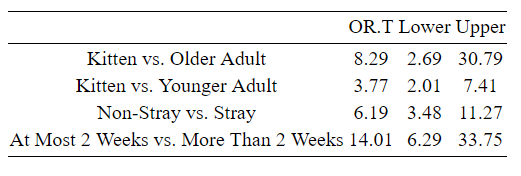 OR.T Lower Upper
Kitten vs. Older Adult 8.29 2.69 30.79
Kitten vs. Younger Adult 3.77 2.01 7.41
Non-Stray vs. Stray 6.19 3.48 11.27
At Most 2 Weeks vs. More Than 2 Weeks 14.01 6.29 33.75